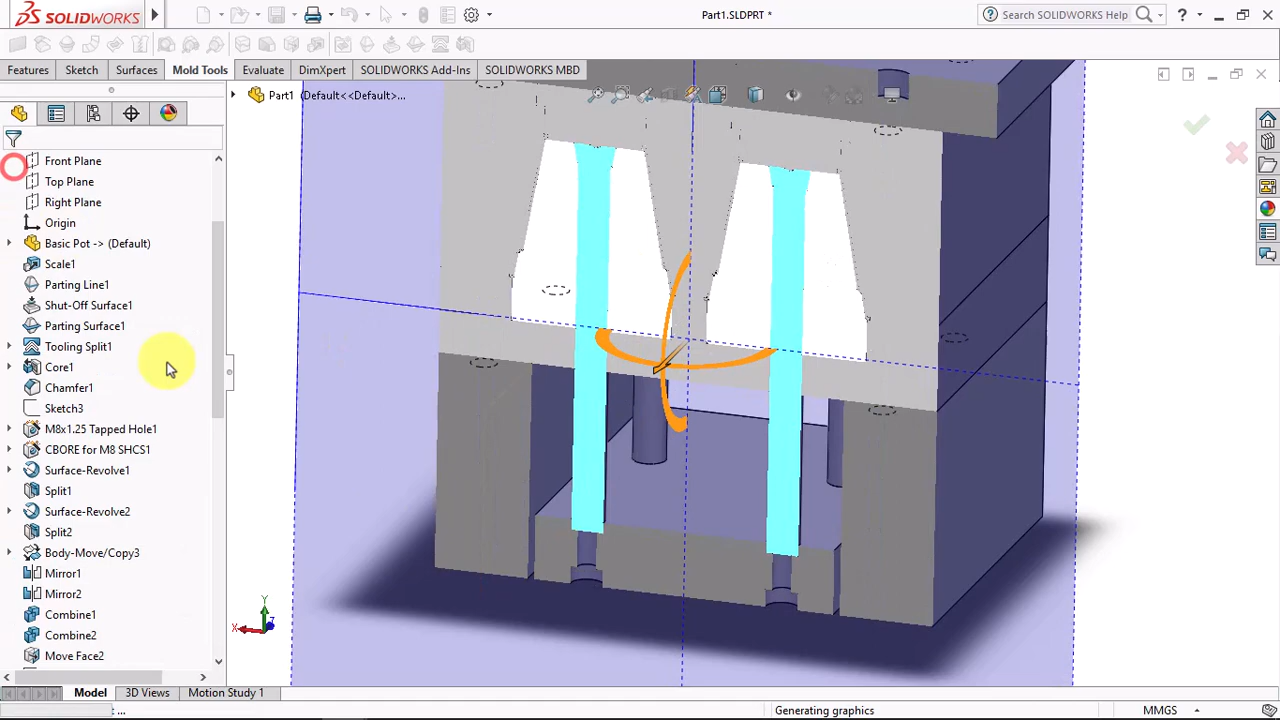 SOLIDWORKS
Part1.SLDPRT *
Search SOLIDWORKS Help
Features
Sketch
Surfaces
Mold Tools
Evaluate
DimXpert
SOLIDWORKS Add-Ins
SOLIDWORKS MBD
Part1 (Default<<Default>...
Front Plane
Top Plane
Right Plane
Origin
Basic Pot -> (Default)
Scale1
Parting Line1
Shut-Off Surface1
Parting Surface1
Tooling Split1
Core1
Chamfer1
Sketch3
M8x1.25 Tapped Hole1
CBORE for M8 SHCS1
Surface-Revolve1
Split1
Surface-Revolve2
Split2
Body-Move/Copy3
Mirror1
Mirror2
Combine1
Combine2
Move Face2
Y
X
Z
Model
3D Views
Motion Study 1
...
Generating graphics
MMGS